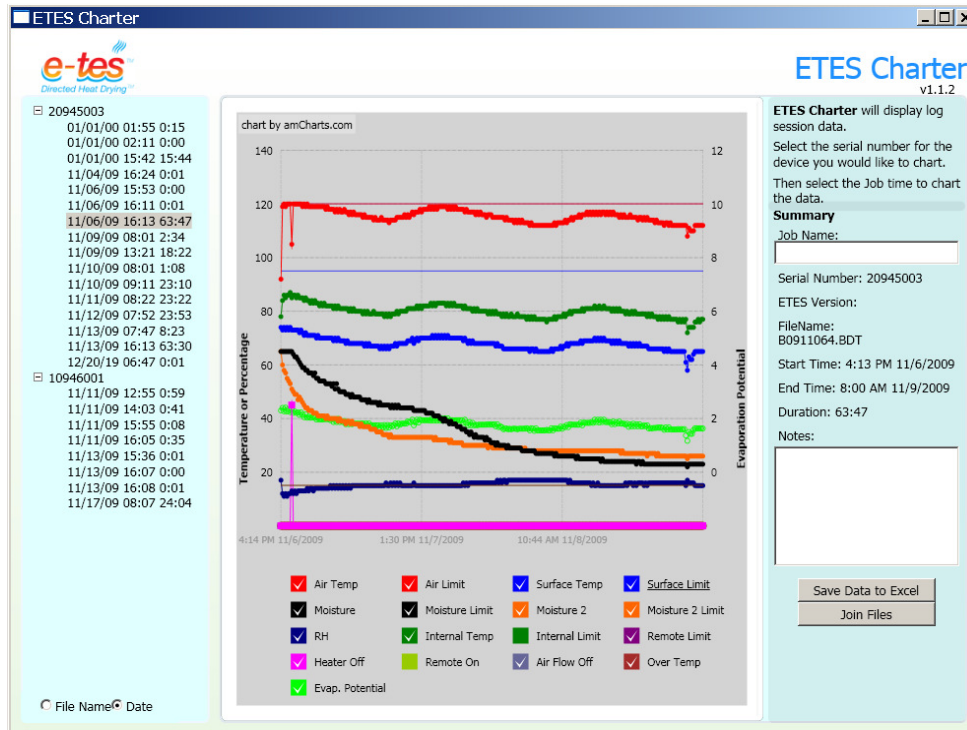 ETES Charter
e-tes™
Directed Heat Drying™
ETES Charter
v1.1.2
20945003
01/01/00 01:55 0:15
01/01/00 02:11 0:00
01/01/00 15:42 15:44
11/04/09 16:24 0:01
11/06/09 15:53 0:00
11/06/09 16:11 0:01
11/06/09 16:13 63:47
11/09/09 08:01 2:34
11/09/09 13:21 18:22
11/10/09 08:01 1:08
11/10/09 09:11 23:10
11/11/09 08:22 23:22
11/12/09 07:52 23:53
11/13/09 07:47 8:23
11/13/09 16:13 63:30
12/20/19 06:47 0:01
10946001
11/11/09 12:55 0:59
11/11/09 14:03 0:41
11/11/09 15:55 0:08
11/11/09 16:05 0:35
11/13/09 15:36 0:01
11/13/09 16:07 0:00
11/13/09 16:08 0:01
11/17/09 08:07 24:04
File Name Date
chart by amCharts.com
140
120
100
80
60
40
20
Temperature or Percentage
12
10
8
6
4
2
0
Evaporation Potential
4:14 PM 11/6/2009 1:30 PM 11/7/2009 10:44 AM 11/8/2009
Air Temp Air Limit Surface Temp Surface Limit
Moisture Moisture Limit Moisture 2 Moisture 2 Limit
RH Internal Temp Internal Limit Remote Limit
Heater Off Remote On Air Flow Off Over Temp
Evap. Potential
ETES Charter will display log
session data.
Select the serial number for the
device you would like to chart.
Then select the Job time to chart
the data.
Summary
Job Name:
Serial Number: 20945003
ETES Version:
FileName:
B0911064.BDT
Start Time: 4:13 PM 11/6/2009
End Time: 8:00 AM 11/9/2009
Duration: 63:47
Notes:
Save Data to Excel
Join Files